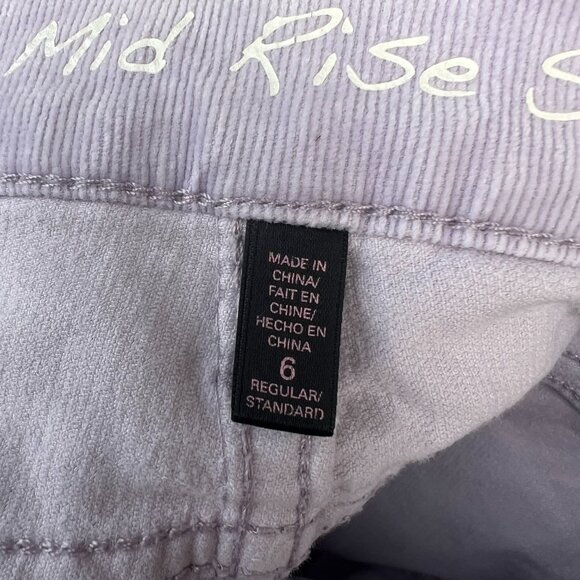 Mid Rise S
MADE IN
CHINA/
FAIT EN
CHINE/
HECHO EN
CHINA
6
REGULAR/
STANDARD